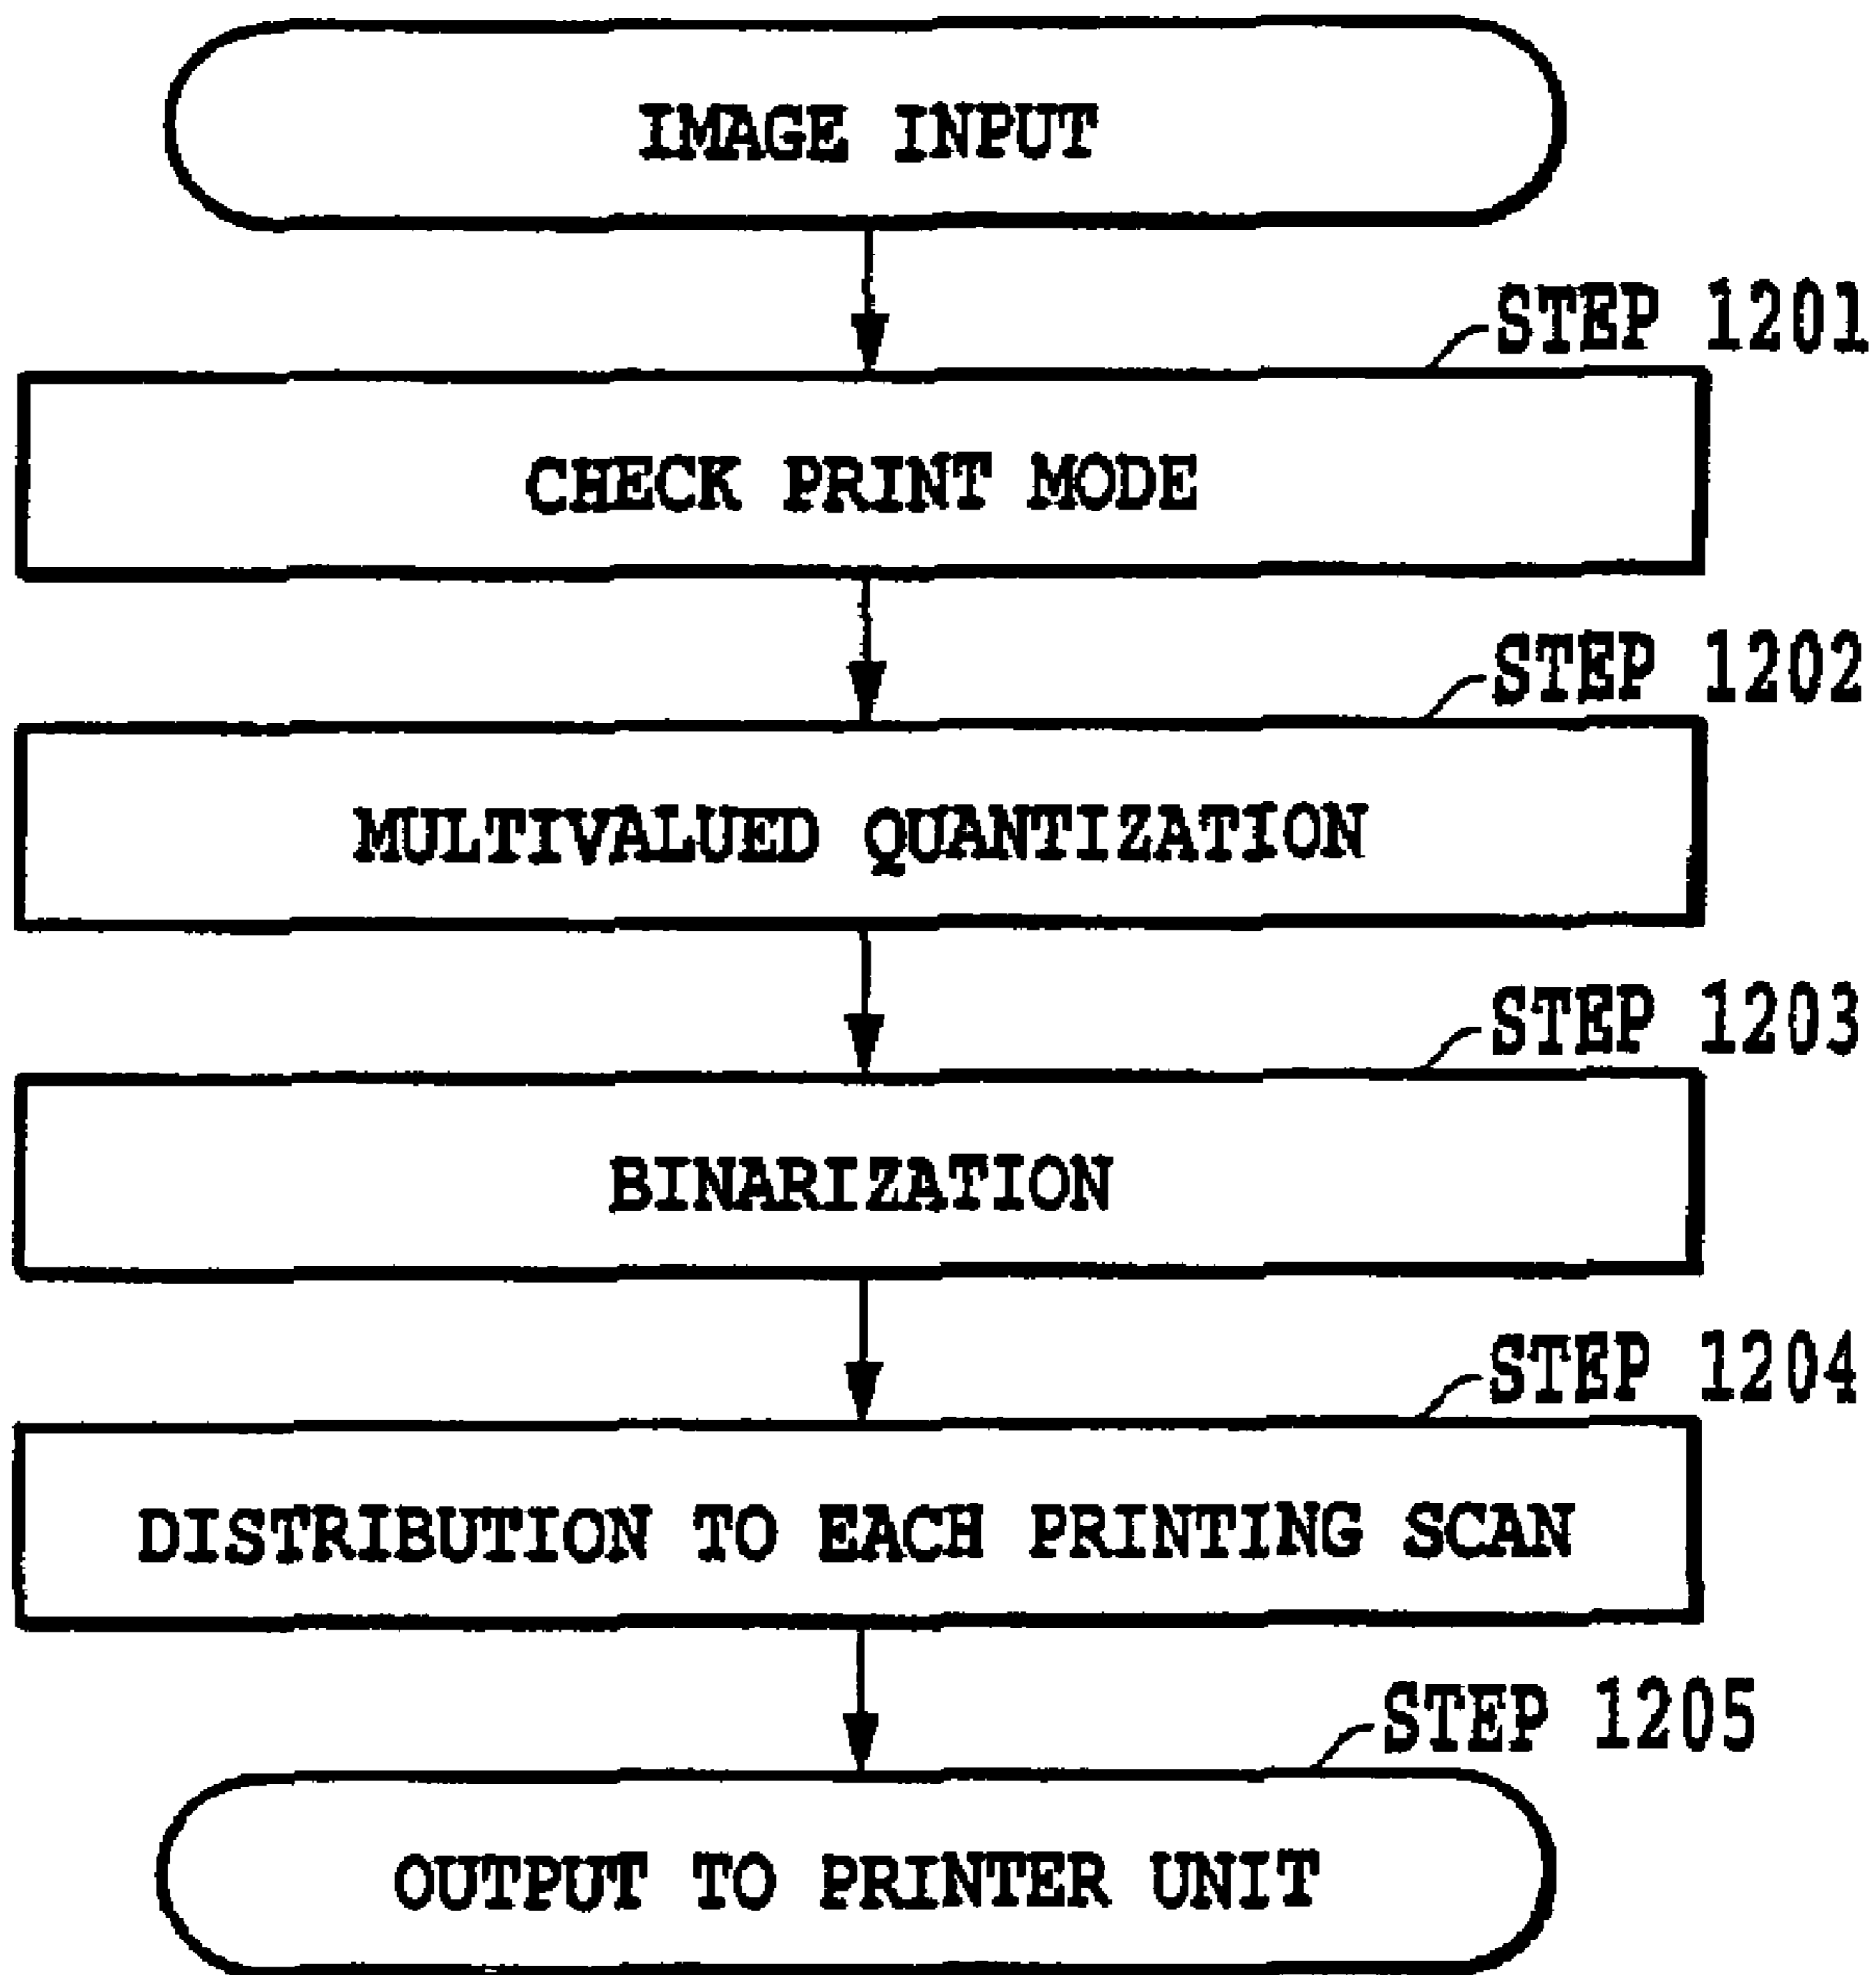 IMAGE INPUT
STEP 1201
CHECK PRINT MODE
STEP 1202
MULTIVALUED QUANTIZATION
STEP 1203
BINARIZATION
STEP 1204
DISTRIBUTION TO EACH PRINTING SCAN
STEP 1205
OUTPUT TO PRINTER UNIT